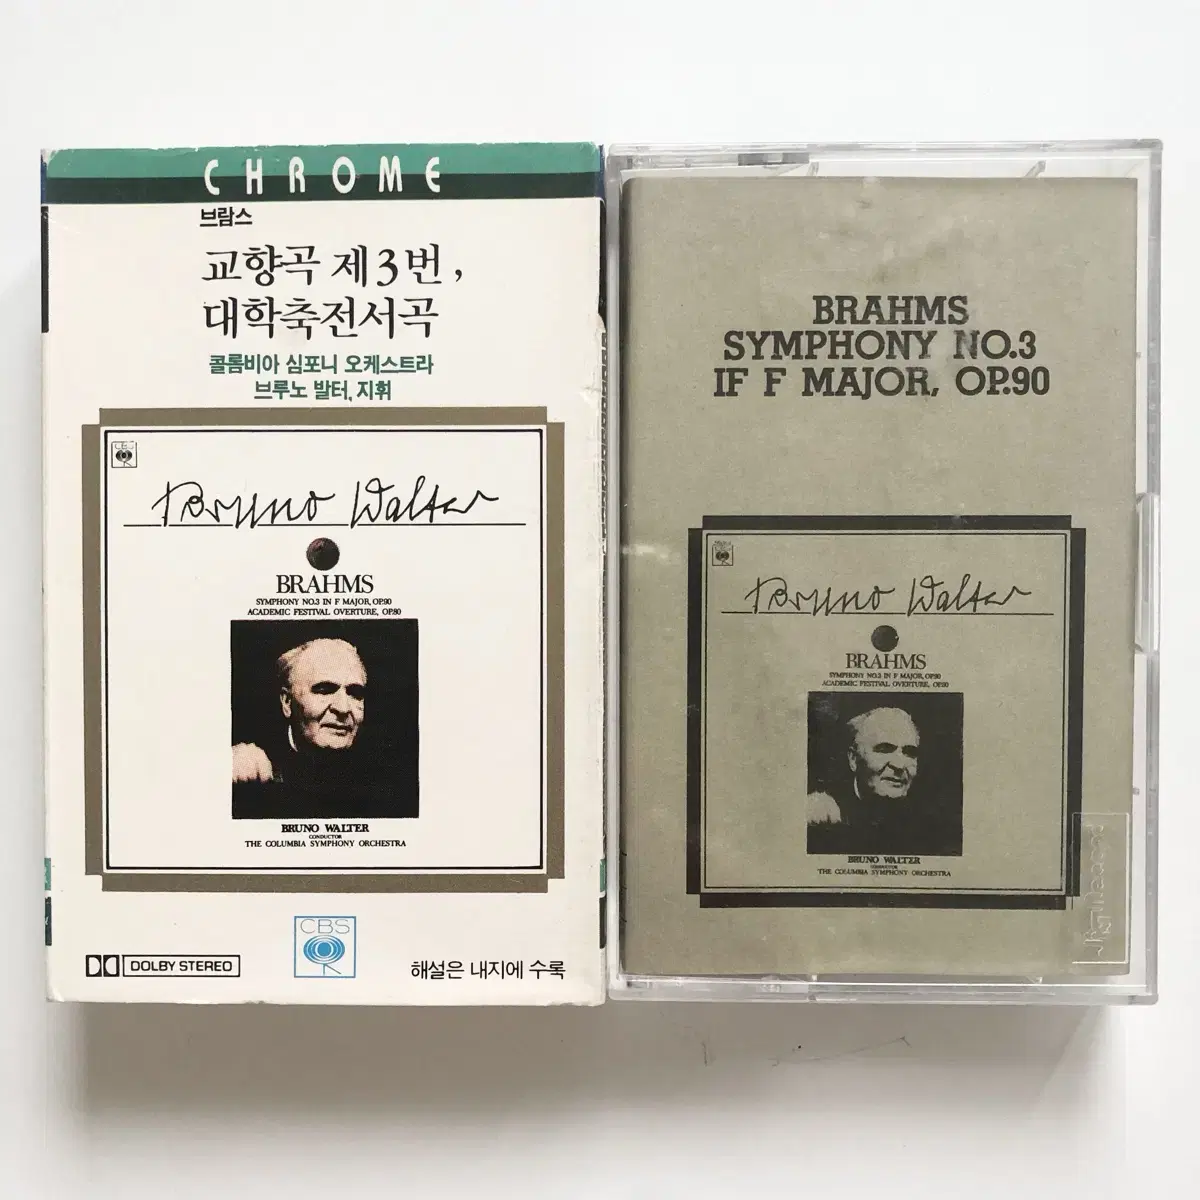 CHROME
브람스
교향곡 제3번,
대학축전서곡
콜롬비아 심포니 오케스트라
브루노 발터, 지휘
CBS
Bruno Walter
BRAHMS
SYMPHONY NO.3 IN F MAJOR, OP.90
ACADEMIC FESTIVAL OVERTURE, OP.80
BRUNO WALTER
CONDUCTOR
THE COLUMBIA SYMPHONY ORCHESTRA
DOLBY STEREO
CBS
해설은 내지에 수록
BRAHMS
SYMPHONY NO.3
IF F MAJOR, OP.90
Bruno Walter
BRAHMS
SYMPHONY NO.3 IN F MAJOR, OP.90
ACADEMIC FESTIVAL OVERTURE,
BRUNO WALTER
CONDUCTOR
THE COLUMBIA SYMPHONY ORCHESTRA